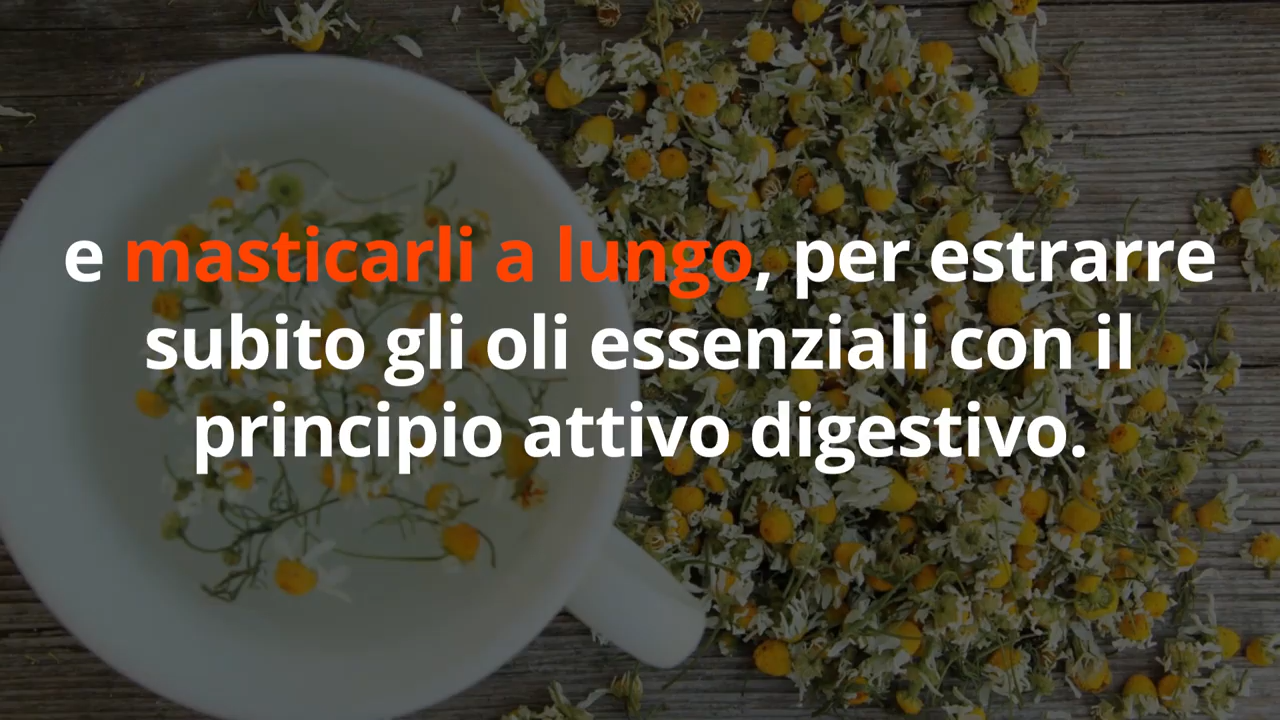 e masticarli a lungo, per estrarre
subito gli oli essenziali con il
principio attivo digestivo.